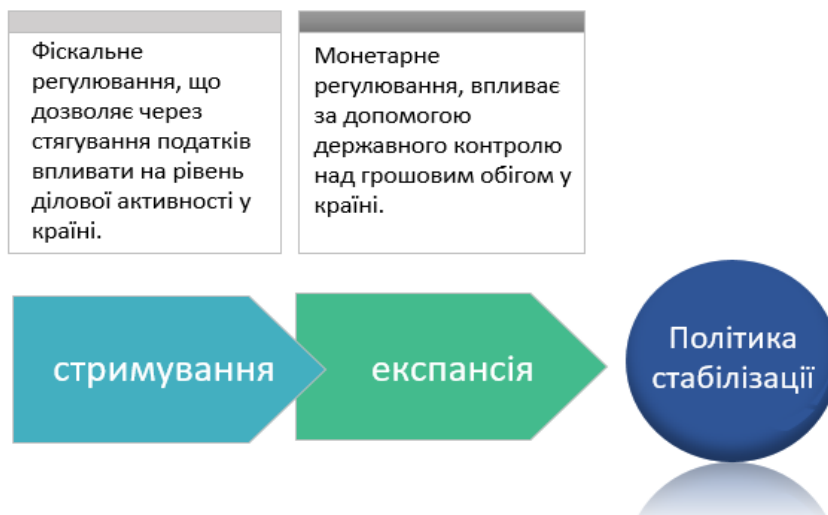 Фіскальне
регулювання, що
дозволяє через
стягування податків
впливати на рівень
ділової активності у
країні.
Монетарне
регулювання, впливає
за допомогою
державного контролю
над грошовим обігом у
країні.
стримування
експансія
Політика
стабілізації